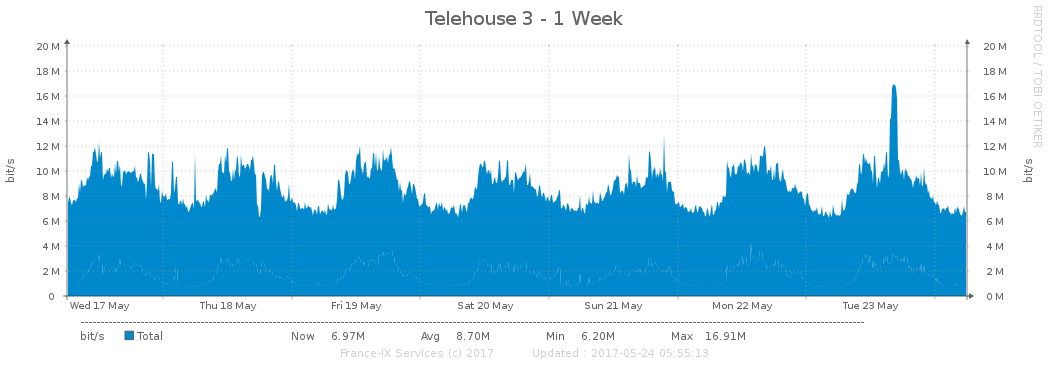 Telehouse 3 - 1 Week
RRDTOOL / TOBI OETIKER
bit/s
20 M 20 M
18 M 18 M
16 M 16 M
14 M 14 M
12 M 12 M
10 M 10 M
8 M 8 M
6 M 6 M
4 M 4 M
2 M 2 M
0 0 M
bit/s
Wed 17 May Thu 18 May Fri 19 May Sat 20 May Sun 21 May Mon 22 May Tue 23 May
bit/s Total Now 6.97M Avg 8.70M Min 6.20M Max 16.91M
France-IX Services (c) 2017 Updated : 2017-05-24 05:55:13